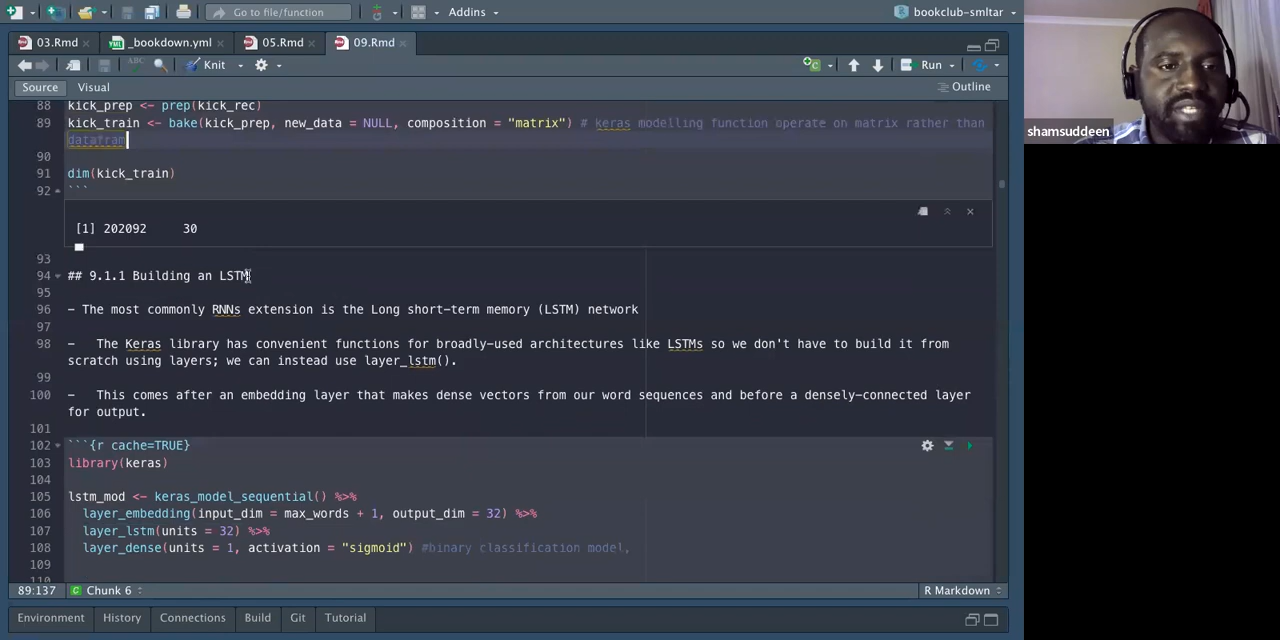 Go to file/function
Addins
bookclub-smltar
03.Rmd
_bookdown.yml
05.Rmd
09.Rmd
ABC
Knit
Run
Source
Visual
Outline
88 kick_prep <- prep(kick_rec)
89 kick_train <- bake(kick_prep, new_data = NULL, composition = "matrix") # keras modelling function operate on matrix rather than
datafram
90
91 dim(kick_train)
92 ```
[1] 202092 30
93
94 ## 9.1.1 Building an LSTM
95
96 - The most commonly RNNs extension is the Long short-term memory (LSTM) network
97
98 - The Keras library has convenient functions for broadly-used architectures like LSTMs so we don't have to build it from
scratch using layers; we can instead use layer_lstm().
99
100 - This comes after an embedding layer that makes dense vectors from our word sequences and before a densely-connected layer
for output.
101
102 ```{r cache=TRUE}
103 library(keras)
104
105 lstm_mod <- keras_model_sequential() %>%
106 layer_embedding(input_dim = max_words + 1, output_dim = 32) %>%
107 layer_lstm(units = 32) %>%
108 layer_dense(units = 1, activation = "sigmoid") #binary classification model,
109
110
89:137
Chunk 6
R Markdown
Environment
History
Connections
Build
Git
Tutorial
shamsuddeen